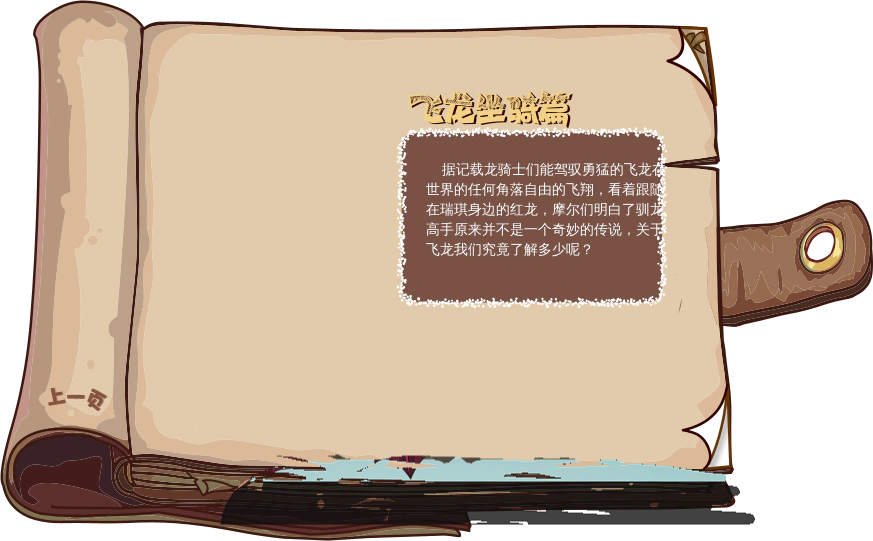 飞龙坐骑篇
据记载龙骑士们能驾驭勇猛的飞龙在
世界的任何角落自由的飞翔，看着跟随
在瑞琪身边的红龙，摩尔们明白了驯龙
高手原来并不是一个奇妙的传说，关于
飞龙我们究竟了解多少呢？
上一页